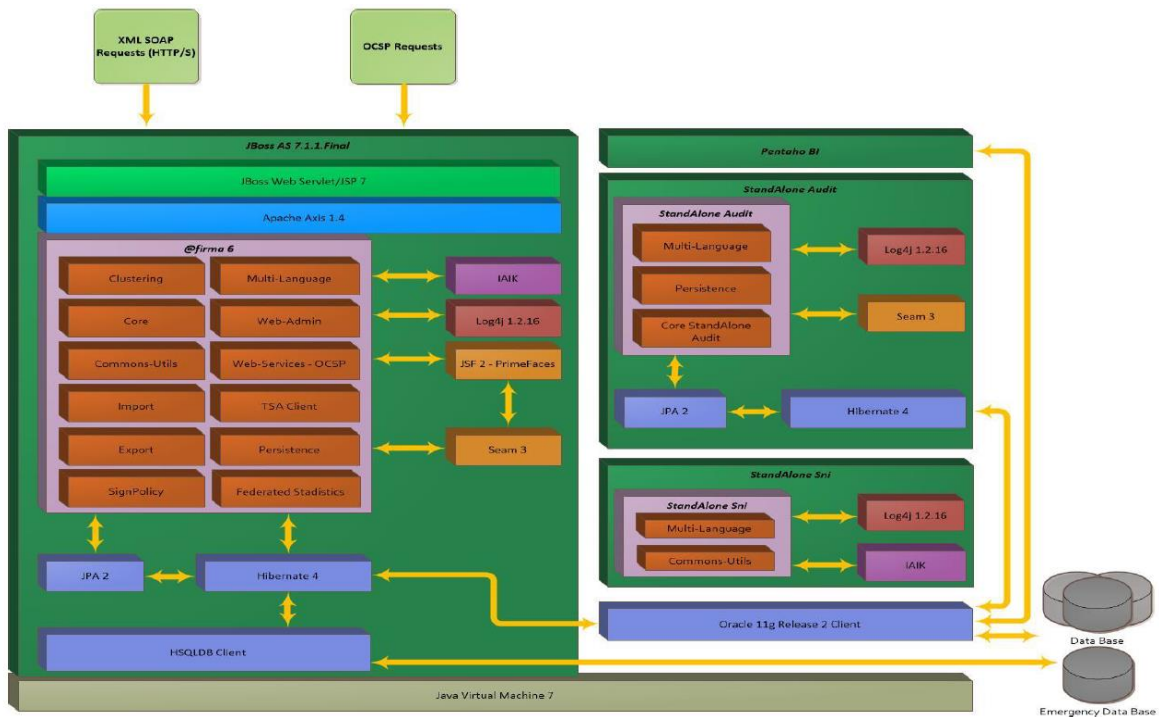 XML SOAP
Requests (HTTP/S)
OCSP Requests
JBoss AS 7.1.1.Final
JBoss Web Servlet/JSP 7
Apache Axis 1.4
@firma 6
Clustering
Multi-Language
Core
Web-Admin
Commons-Utils
Web-Services - OCSP
Import
TSA Client
Export
Persistence
SignPolicy
Federated Stadistics
IAIK
Log4j 1.2.16
JSF 2 - PrimeFaces
Seam 3
JPA 2
Hibernate 4
HSQLDB Client
Java Virtual Machine 7
Pentaho BI
StandAlone Audit
StandAlone Audit
Multi-Language
Persistence
Core StandAlone
Audit
Log4j 1.2.16
Seam 3
JPA 2
Hibernate 4
StandAlone Sni
StandAlone Sni
Multi-Language
Commons-Utils
Log4j 1.2.16
IAIK
Oracle 11g Release 2 Client
Data Base
Emergency Data Base